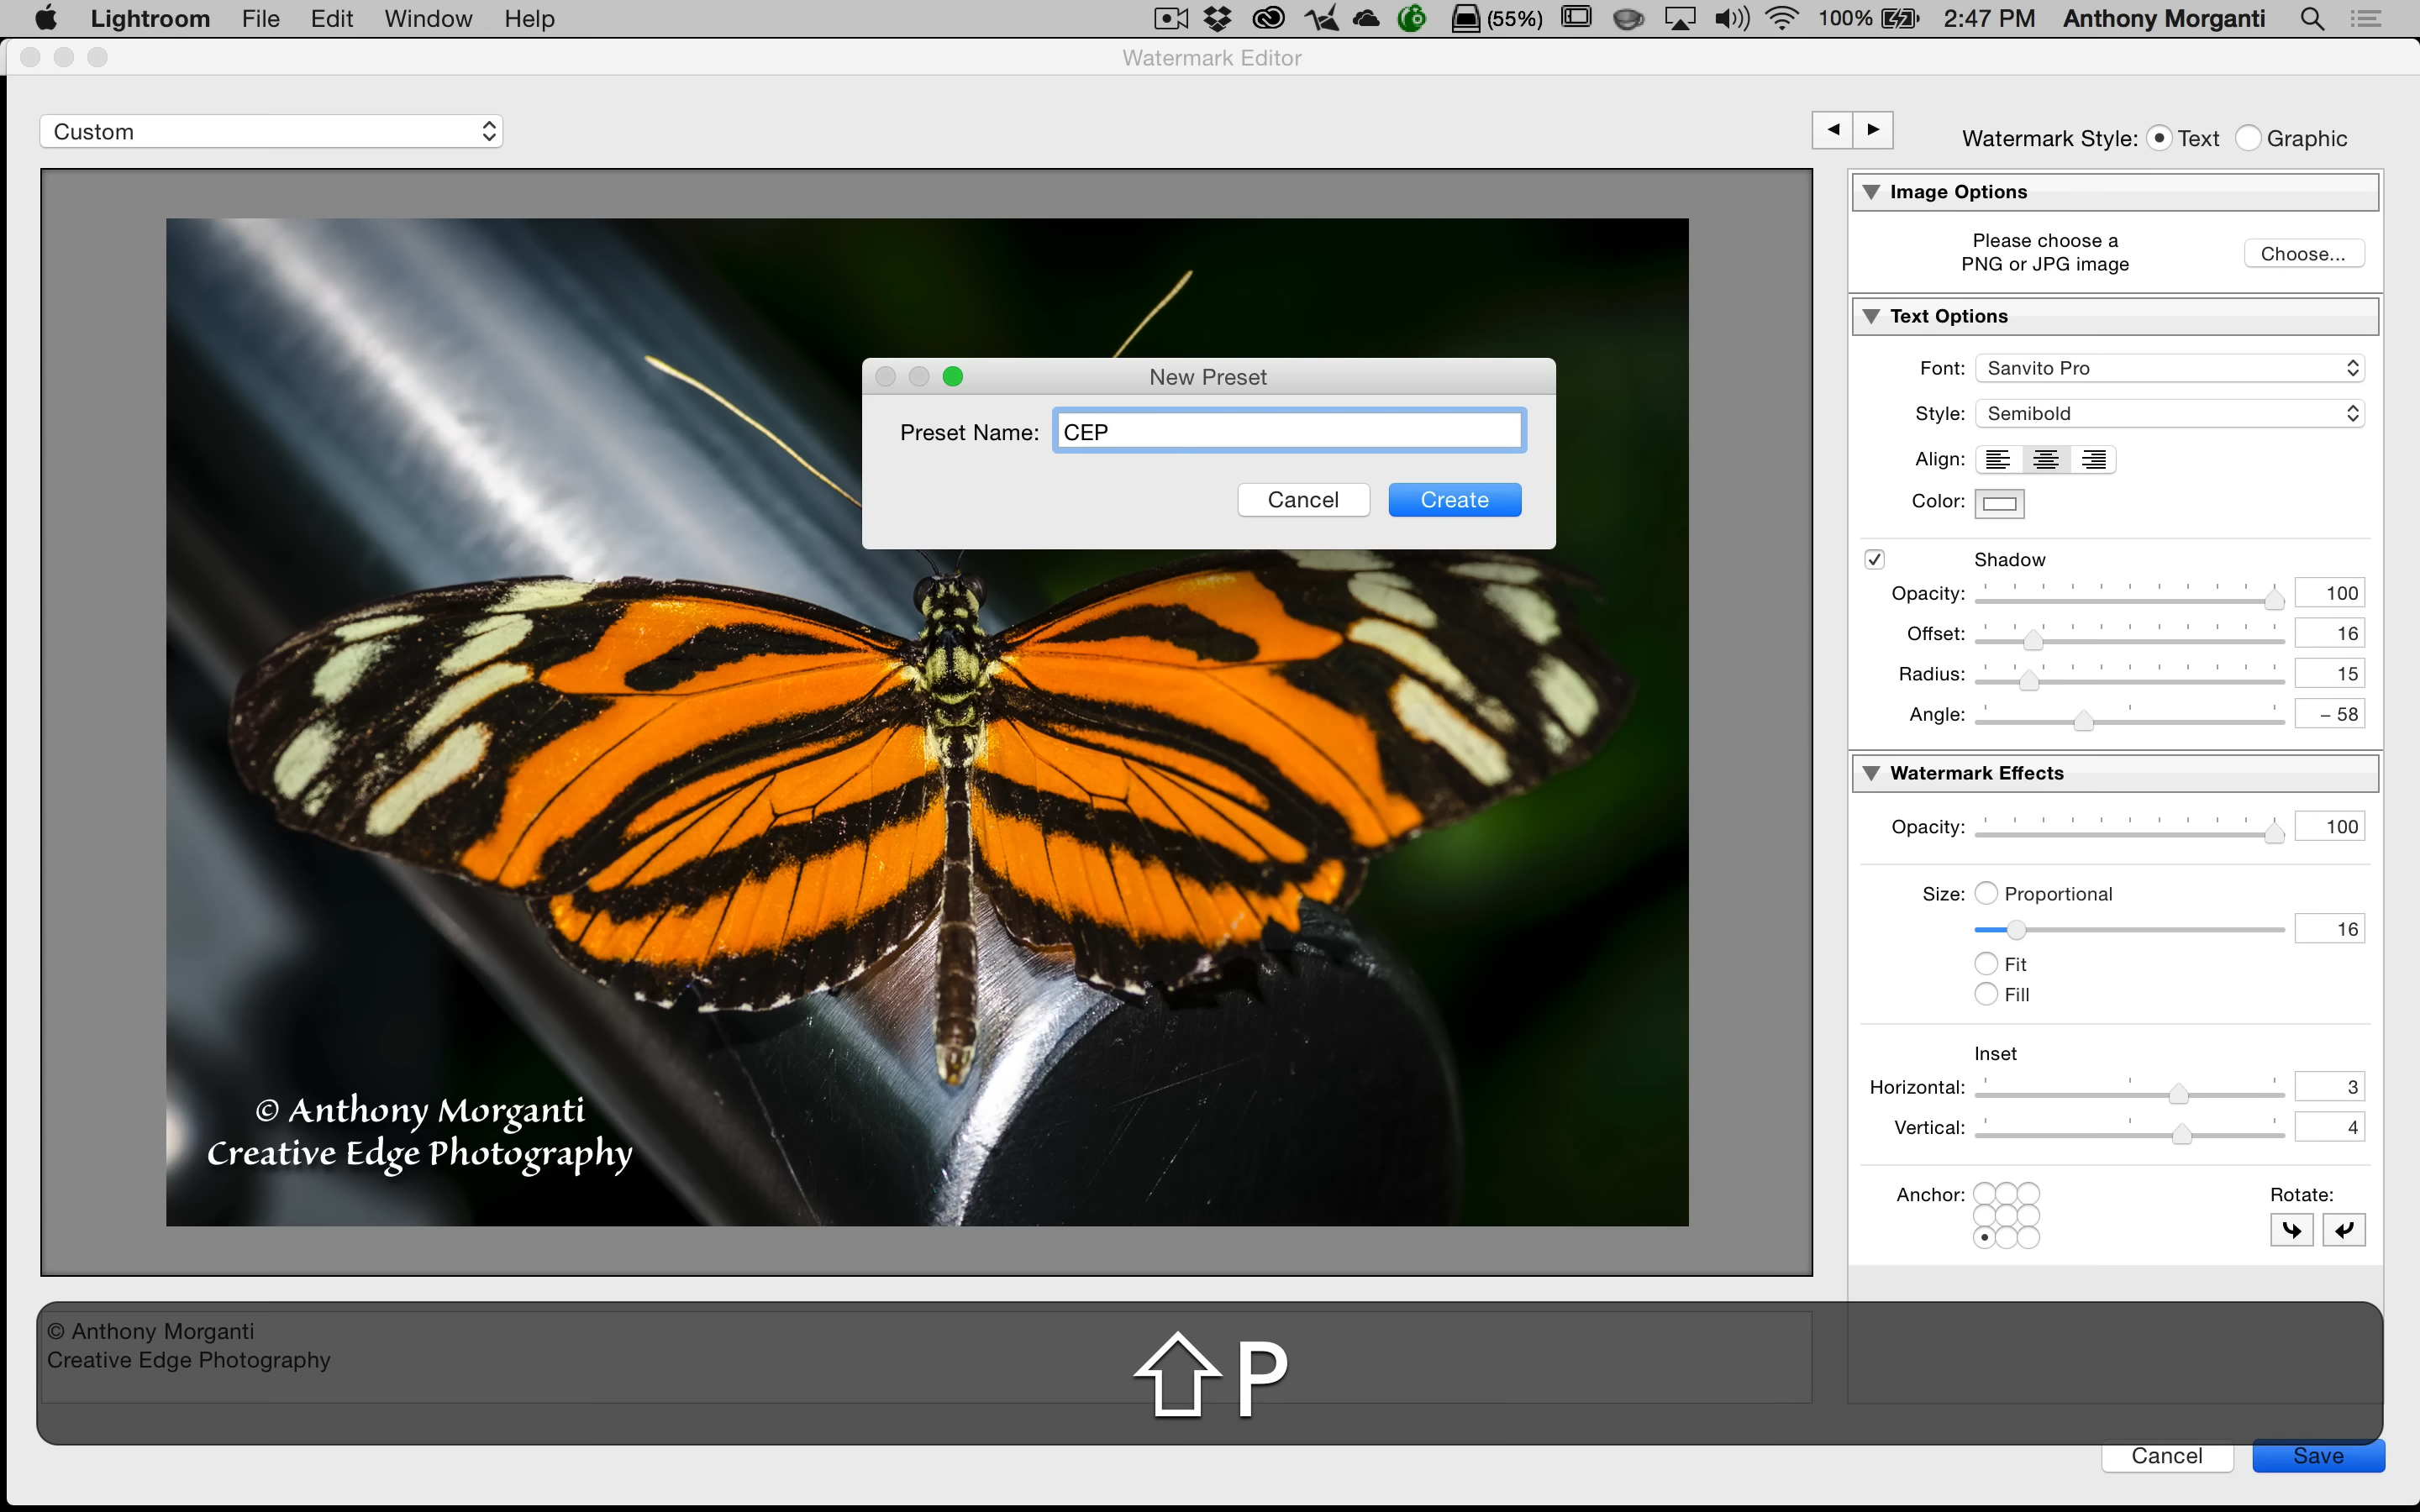 Lightroom File Edit Window Help (55%) 100% 2:47 PM Anthony Morganti
Watermark Editor
Custom
Watermark Style: Text Graphic
Image Options
Please choose a
PNG or JPG image
Choose...
Text Options
Font: Sanvito Pro
Style: Semibold
Align:
Color:
Shadow
Opacity: 100
Offset: 16
Radius: 15
Angle: – 58
Watermark Effects
Opacity: 100
Size: Proportional
16
Fit
Fill
Inset
Horizontal: 3
Vertical: 4
Anchor: Rotate:
New Preset
Preset Name: CEP
Cancel Create
© Anthony Morganti
Creative Edge Photography
© Anthony Morganti
Creative Edge Photography
⇧P
Cancel Save